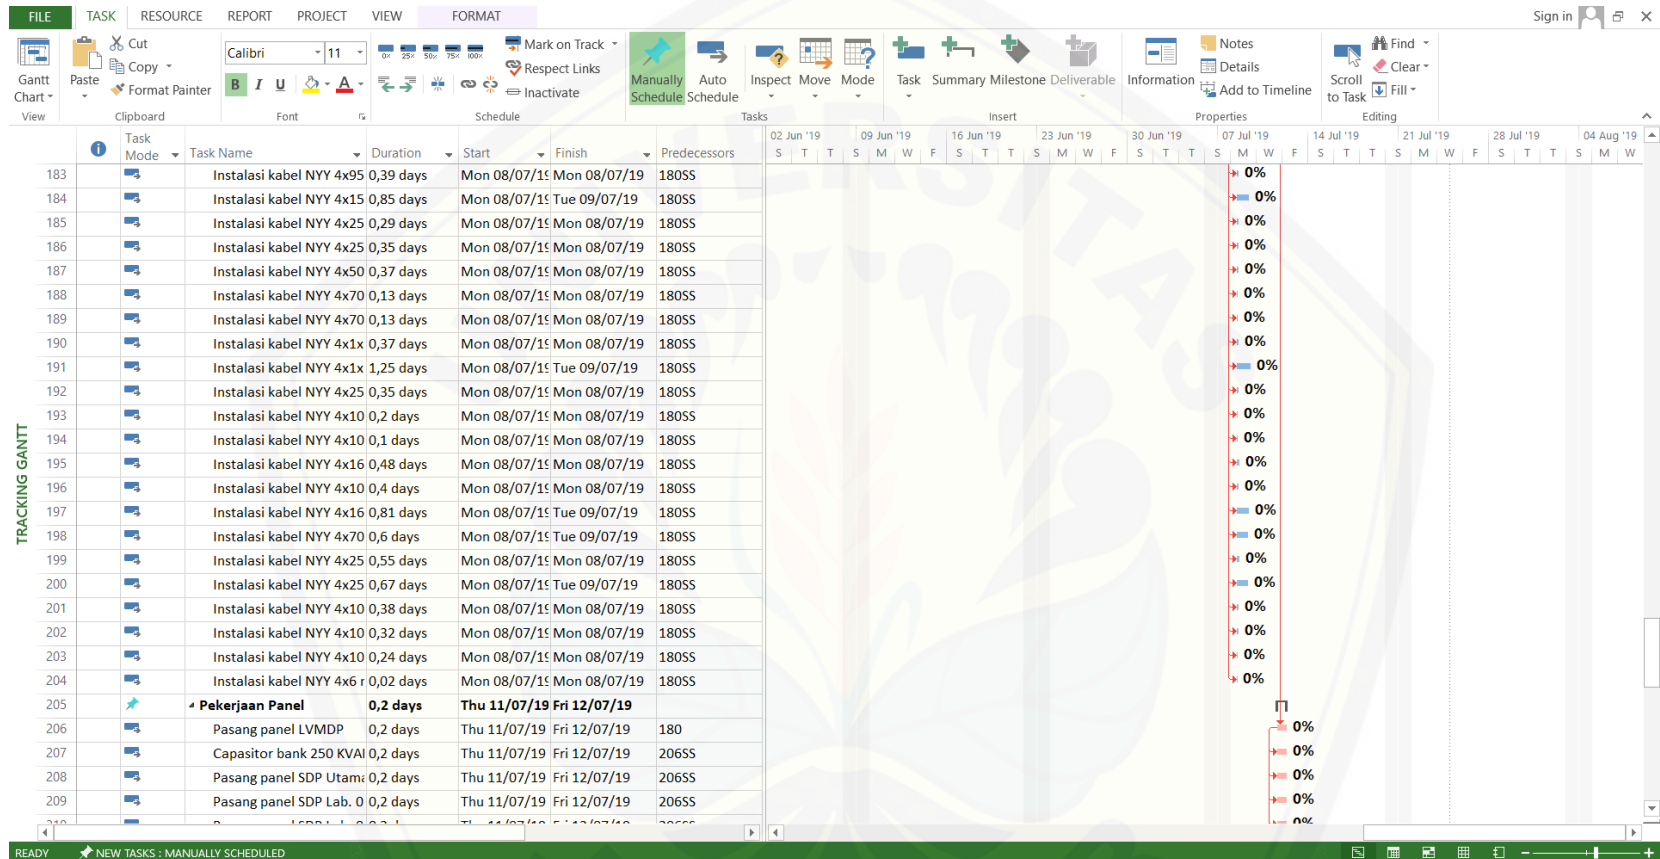 FILE TASK RESOURCE REPORT PROJECT VIEW FORMAT Sign in
Gantt Chart
View
Paste
Cut
Copy
Format Painter
Clipboard
Calibri 11
B I U A
Font
0% 25% 50% 75% 100%
Mark on Track
Respect Links
Inactivate
Schedule
Manually Schedule
Auto Schedule
Inspect Move Mode
Tasks
Task Summary Milestone Deliverable
Insert
Information
Notes
Details
Add to Timeline
Properties
Scroll to Task
Find
Clear
Fill
Editing
Task Mode Task Name Duration Start Finish Predecessors
02 Jun '19 09 Jun '19 16 Jun '19 23 Jun '19 30 Jun '19 07 Jul '19 14 Jul '19 21 Jul '19 28 Jul '19 04 Aug '19
S T T S M W F S T T S M W F S T T S M W F S T T S M W F S T T S M W
183 Instalasi kabel NYY 4x95 0,39 days Mon 08/07/19 Mon 08/07/19 180SS 0%
184 Instalasi kabel NYY 4x15 0,85 days Mon 08/07/19 Tue 09/07/19 180SS 0%
185 Instalasi kabel NYY 4x25 0,29 days Mon 08/07/19 Mon 08/07/19 180SS 0%
186 Instalasi kabel NYY 4x25 0,35 days Mon 08/07/19 Mon 08/07/19 180SS 0%
187 Instalasi kabel NYY 4x50 0,37 days Mon 08/07/19 Mon 08/07/19 180SS 0%
188 Instalasi kabel NYY 4x70 0,13 days Mon 08/07/19 Mon 08/07/19 180SS 0%
189 Instalasi kabel NYY 4x70 0,13 days Mon 08/07/19 Mon 08/07/19 180SS 0%
190 Instalasi kabel NYY 4x1x 0,37 days Mon 08/07/19 Mon 08/07/19 180SS 0%
191 Instalasi kabel NYY 4x1x 1,25 days Mon 08/07/19 Tue 09/07/19 180SS 0%
192 Instalasi kabel NYY 4x25 0,35 days Mon 08/07/19 Mon 08/07/19 180SS 0%
193 Instalasi kabel NYY 4x10 0,2 days Mon 08/07/19 Mon 08/07/19 180SS 0%
194 Instalasi kabel NYY 4x10 0,1 days Mon 08/07/19 Mon 08/07/19 180SS 0%
195 Instalasi kabel NYY 4x16 0,48 days Mon 08/07/19 Mon 08/07/19 180SS 0%
196 Instalasi kabel NYY 4x10 0,4 days Mon 08/07/19 Mon 08/07/19 180SS 0%
197 Instalasi kabel NYY 4x16 0,81 days Mon 08/07/19 Tue 09/07/19 180SS 0%
198 Instalasi kabel NYY 4x70 0,6 days Mon 08/07/19 Tue 09/07/19 180SS 0%
199 Instalasi kabel NYY 4x25 0,55 days Mon 08/07/19 Mon 08/07/19 180SS 0%
200 Instalasi kabel NYY 4x25 0,67 days Mon 08/07/19 Tue 09/07/19 180SS 0%
201 Instalasi kabel NYY 4x10 0,38 days Mon 08/07/19 Mon 08/07/19 180SS 0%
202 Instalasi kabel NYY 4x10 0,32 days Mon 08/07/19 Mon 08/07/19 180SS 0%
203 Instalasi kabel NYY 4x10 0,24 days Mon 08/07/19 Mon 08/07/19 180SS 0%
204 Instalasi kabel NYY 4x6 0,02 days Mon 08/07/19 Mon 08/07/19 180SS 0%
205 Pekerjaan Panel 0,2 days Thu 11/07/19 Fri 12/07/19
206 Pasang panel LVMDP 0,2 days Thu 11/07/19 Fri 12/07/19 180 0%
207 Capasitor bank 250 KVA 0,2 days Thu 11/07/19 Fri 12/07/19 206SS 0%
208 Pasang panel SDP Utama 0,2 days Thu 11/07/19 Fri 12/07/19 206SS 0%
209 Pasang panel SDP Lab. 0 0,2 days Thu 11/07/19 Fri 12/07/19 206SS 0%
TRACKING GANTT
UNIVERSITAS
READY NEW TASKS : MANUALLY SCHEDULED